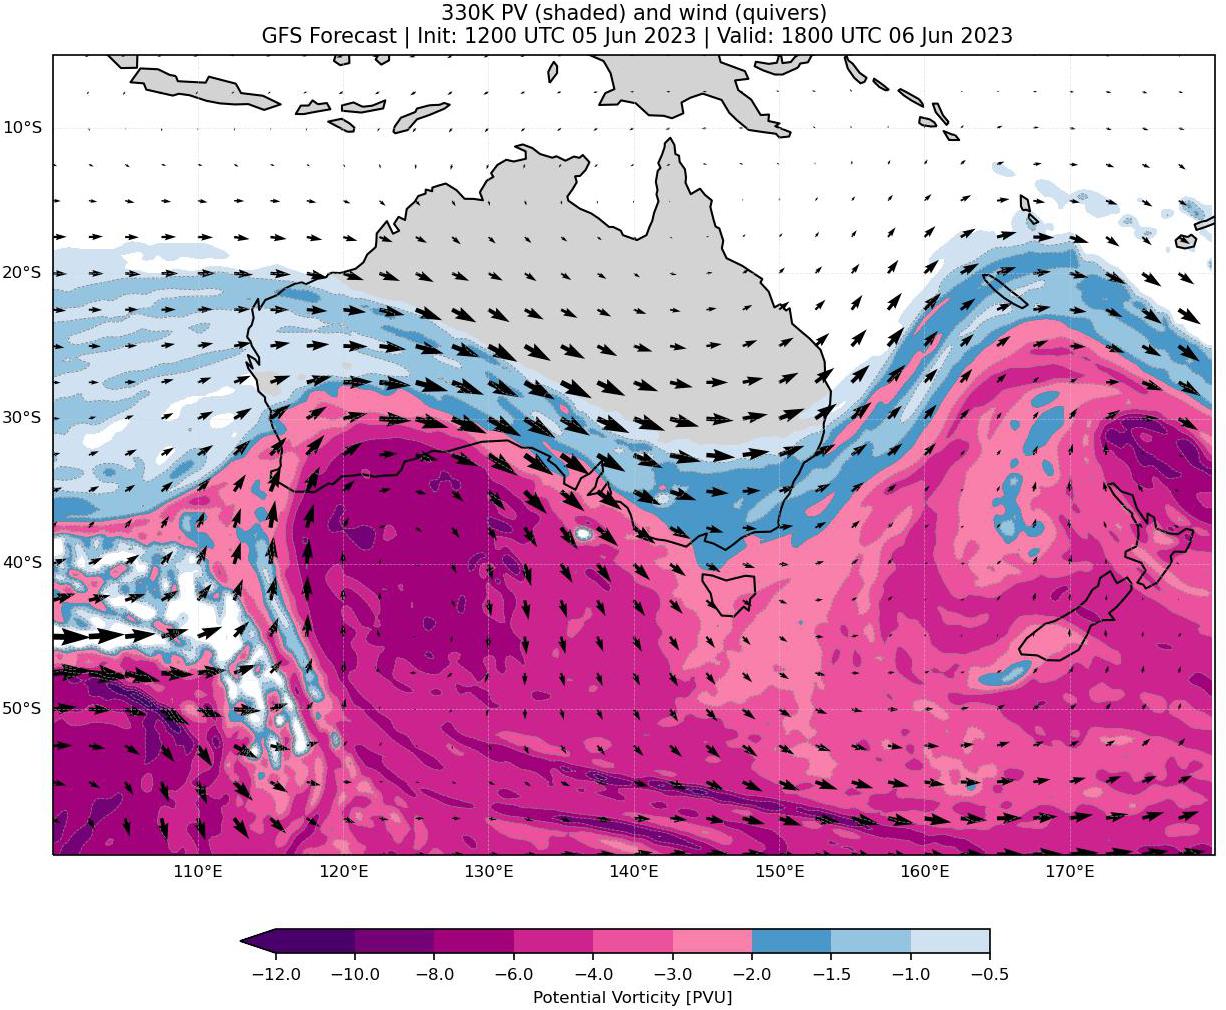 330K PV (shaded) and wind (quivers)
GFS Forecast | Init: 1200 UTC 05 Jun 2023 | Valid: 1800 UTC 06 Jun 2023
10°S
20°S
30°S
40°S
50°S
110°E 120°E 130°E 140°E 150°E 160°E 170°E
−12.0 −10.0 −8.0 −6.0 −4.0 −3.0 −2.0 −1.5 −1.0 −0.5
Potential Vorticity [PVU]